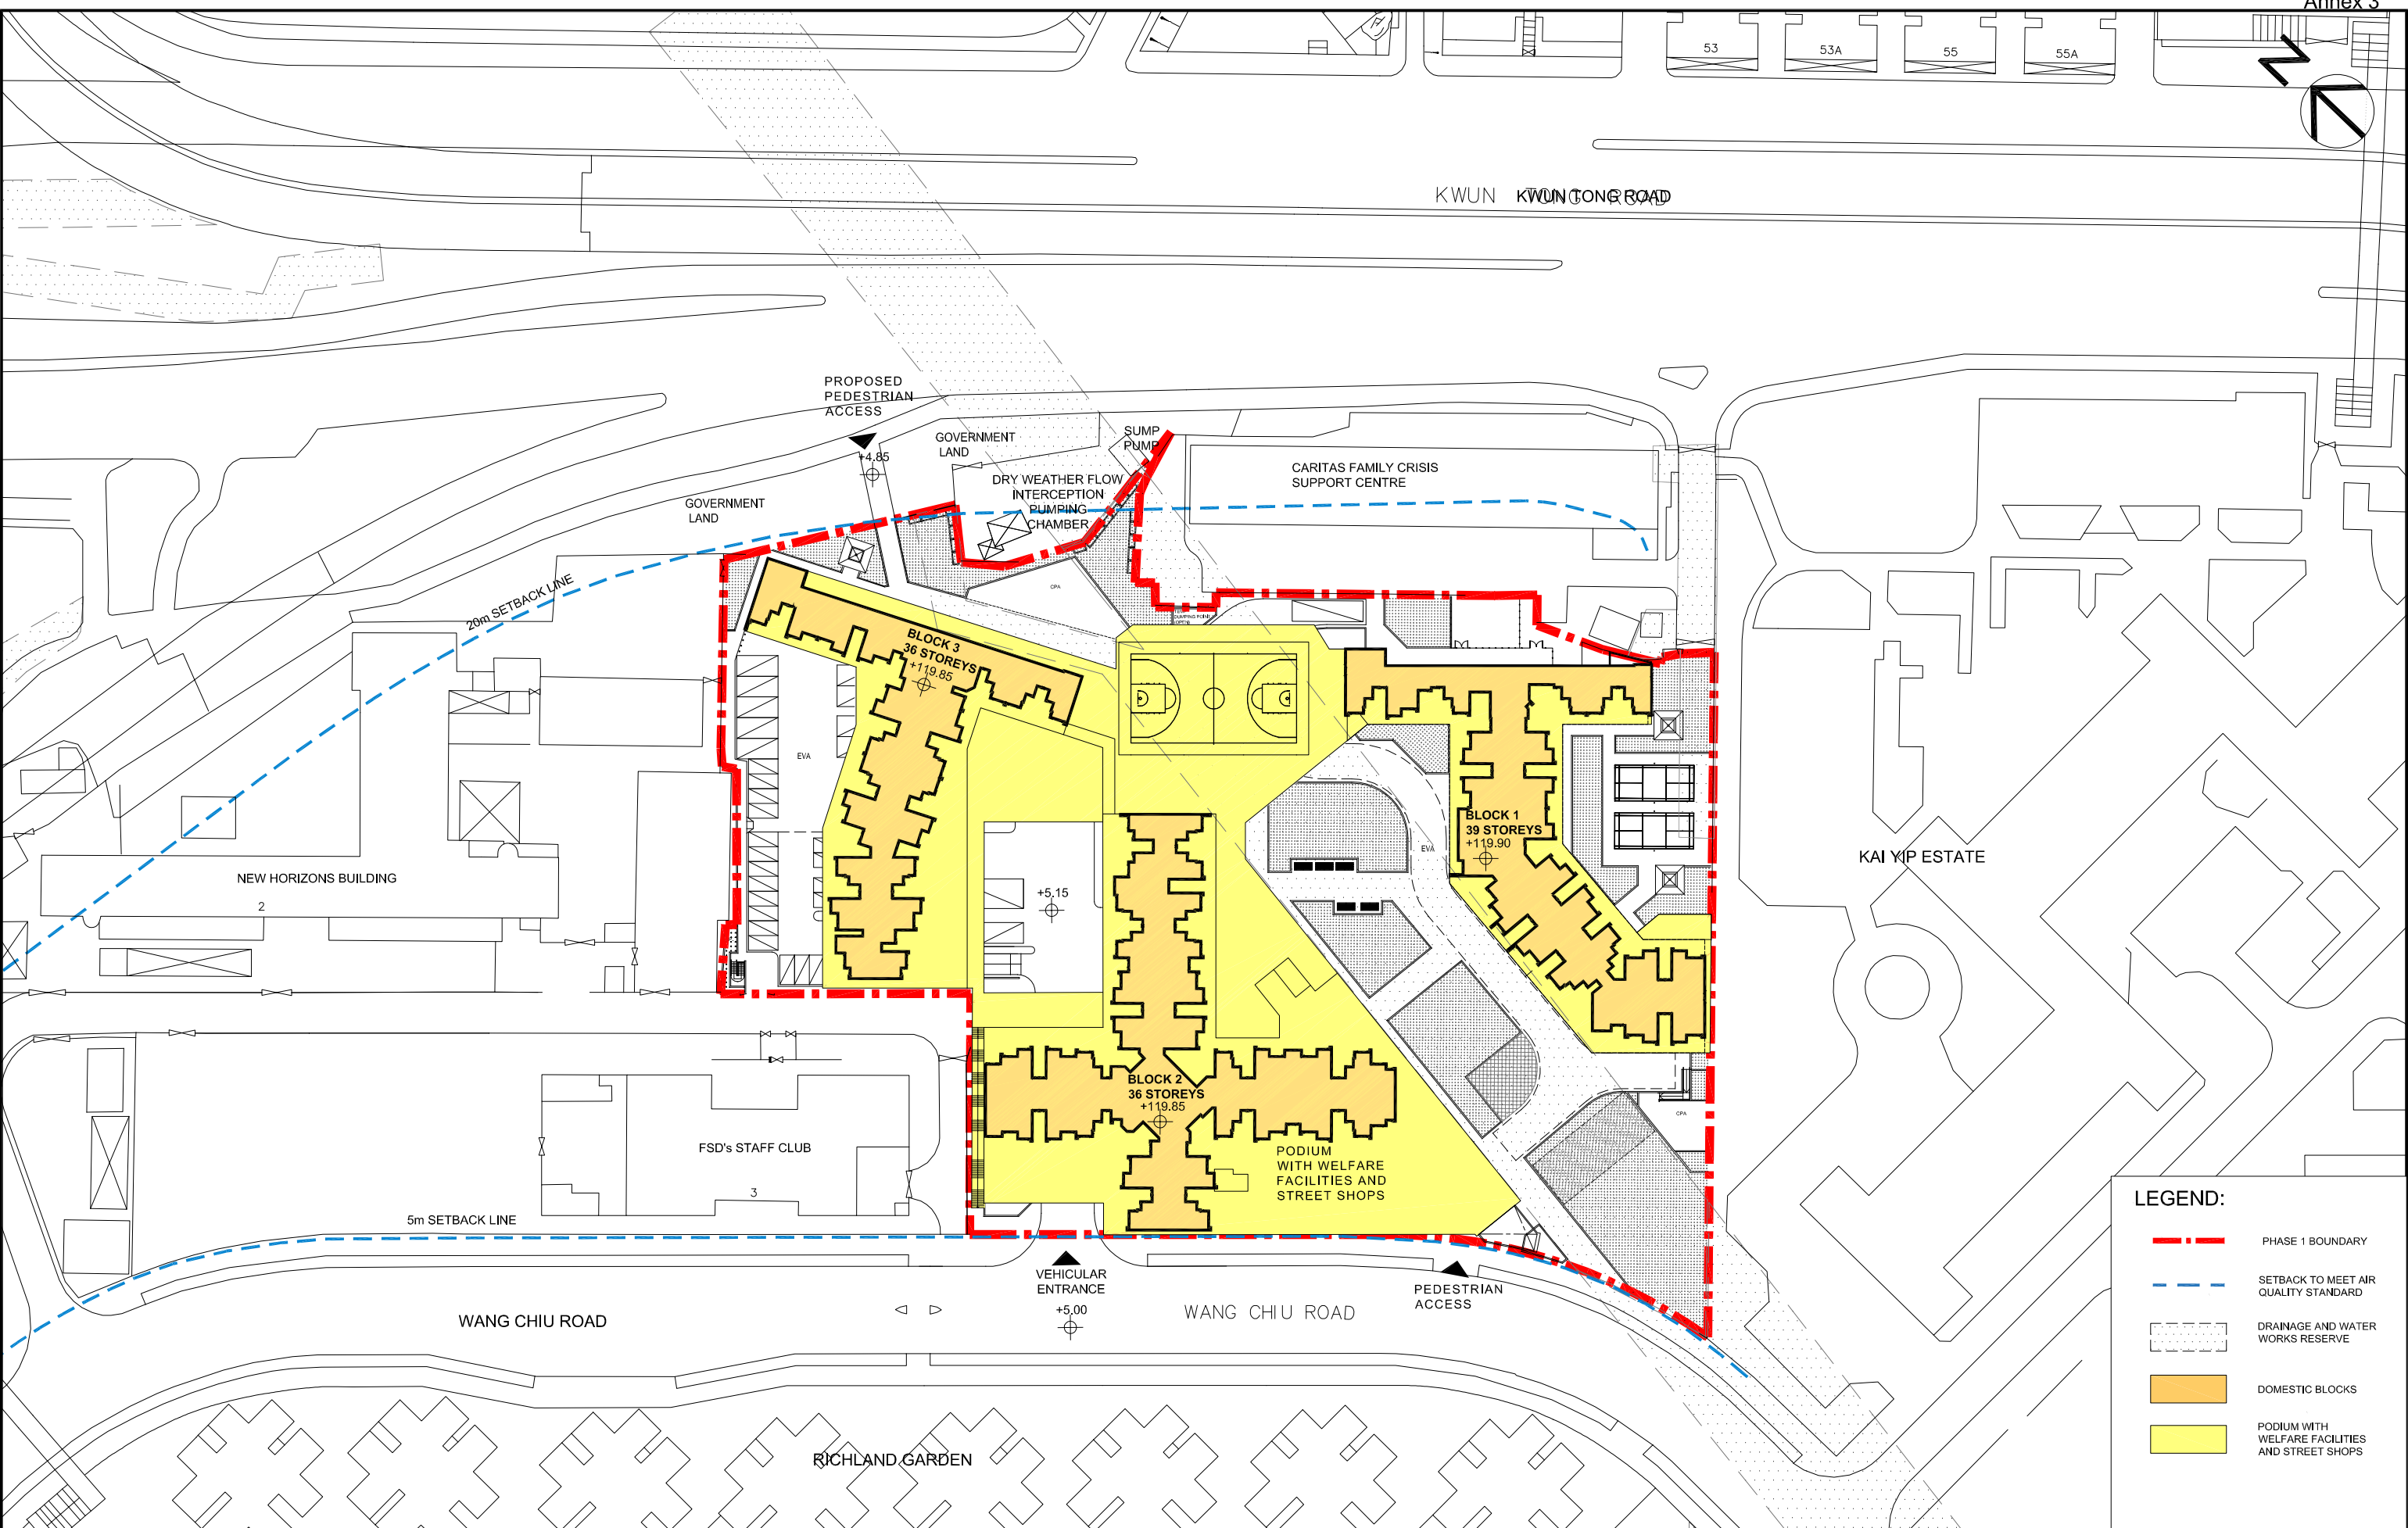 Annex 3
53
53A
55
55A
N
KWUN TONG ROAD
KWUN TONG ROAD
PROPOSED
PEDESTRIAN
ACCESS
+4.85
GOVERNMENT
LAND
SUMP
PUMP
CARITAS FAMILY CRISIS
SUPPORT CENTRE
DRY WEATHER FLOW
INTERCEPTION
PUMPING
CHAMBER
GOVERNMENT
LAND
20m SETBACK LINE
CPA
BLOCK 3
36 STOREYS
+119.85
EVA
BLOCK 1
39 STOREYS
+119.90
EVA
KAI YIP ESTATE
NEW HORIZONS BUILDING
2
+5.15
BLOCK 2
36 STOREYS
+119.85
CPA
FSD's STAFF CLUB
3
PODIUM
WITH WELFARE
FACILITIES AND
STREET SHOPS
5m SETBACK LINE
VEHICULAR
ENTRANCE
+5.00
PEDESTRIAN
ACCESS
WANG CHIU ROAD
WANG CHIU ROAD
RICHLAND GARDEN
LEGEND:
PHASE 1 BOUNDARY
SETBACK TO MEET AIR
QUALITY STANDARD
DRAINAGE AND WATER
WORKS RESERVE
DOMESTIC BLOCKS
PODIUM WITH
WELFARE FACILITIES
AND STREET SHOPS